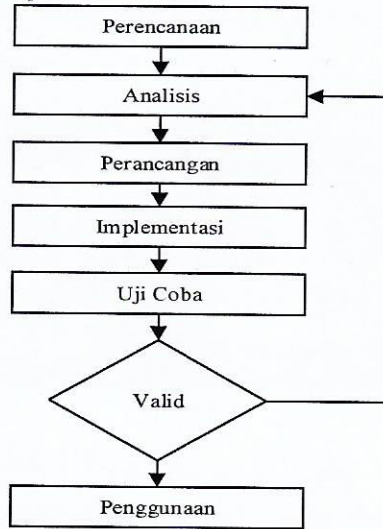 Perencanaan
Analisis
Perancangan
Implementasi
Uji Coba
Valid
Penggunaan